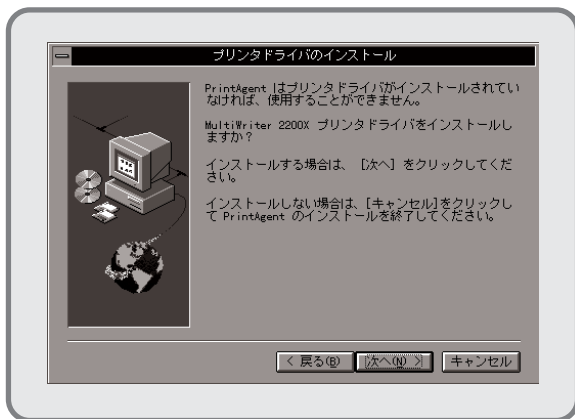 プリンタドライバのインストール
PrintAgent はプリンタドライバがインストールされてい
なければ、使用することができません。
MultiWriter 2200X プリンタドライバをインストールし
ますか？
インストールする場合は、［次へ］をクリックしてくだ
さい。
インストールしない場合は、[キャンセル]をクリックし
て PrintAgent のインストールを終了してください。
< 戻る(B)
次へ(N) >
キャンセル